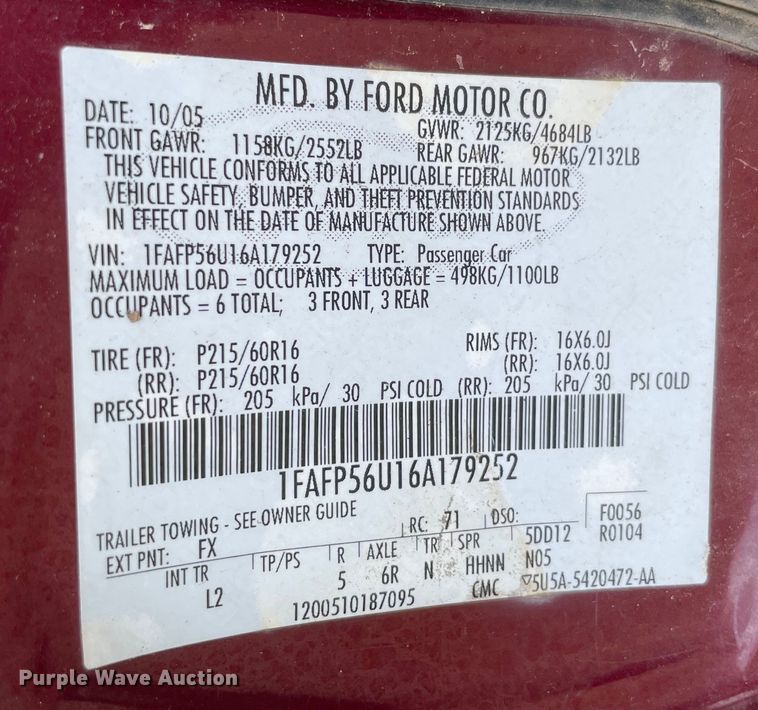 MFD. BY FORD MOTOR CO.
DATE: 10/05 GVWR: 2125KG/4684LB
FRONT GAWR: 1158KG/2552LB REAR GAWR: 967KG/2132LB
THIS VEHICLE CONFORMS TO ALL APPLICABLE FEDERAL MOTOR
VEHICLE SAFETY, BUMPER, AND THEFT PREVENTION STANDARDS
IN EFFECT ON THE DATE OF MANUFACTURE SHOWN ABOVE.
VIN: 1FAFP56U16A179252 TYPE: Passenger Car
MAXIMUM LOAD = OCCUPANTS + LUGGAGE = 498KG/1100LB
OCCUPANTS = 6 TOTAL; 3 FRONT, 3 REAR
TIRE (FR): P215/60R16 RIMS (FR): 16X6.0J
(RR): P215/60R16 (RR): 16X6.0J
PRESSURE (FR): 205 kPa/ 30 PSI COLD (RR): 205 kPa/ 30 PSI COLD
1FAFP56U16A179252
TRAILER TOWING - SEE OWNER GUIDE RC: 71 DSO: F0056
EXT PNT: FX 5DD12 R0104
INT TR TP/PS R AXLE TR SPR N05
L2 5 6R N HHNN
1200510187095 CMC ▽5U5A-5420472-AA
Purple Wave Auction